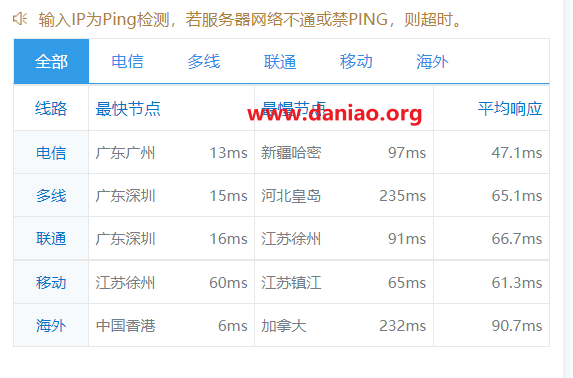 输入IP为Ping检测，若服务器网络不通或禁PING，则超时。
全部 电信 多线 联通 移动 海外
线路 最快节点 最慢节点 平均响应
www.daniao.org
电信 广东广州 13ms 新疆哈密 97ms 47.1ms
多线 广东深圳 15ms 河北皇岛 235ms 65.1ms
联通 广东深圳 16ms 江苏徐州 91ms 66.7ms
移动 江苏徐州 60ms 江苏镇江 65ms 61.3ms
海外 中国香港 6ms 加拿大 232ms 90.7ms